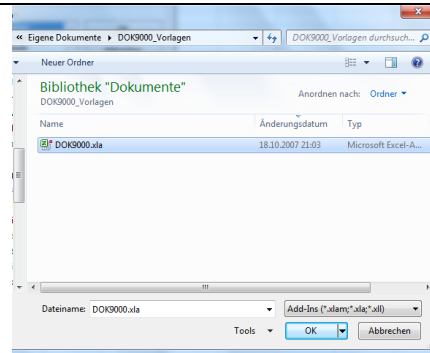 « Eigene Dokumente ▸ DOK9000_Vorlagen DOK9000_Vorlagen durchsuch...
Neuer Ordner
Bibliothek "Dokumente"
DOK9000_Vorlagen
Anordnen nach: Ordner
Name Änderungsdatum Typ
DOK9000.xla 18.10.2007 21:03 Microsoft Excel-A...
Dateiname: DOK9000.xla Add-Ins (*.xlam;*.xla;*.xll)
Tools OK Abbrechen